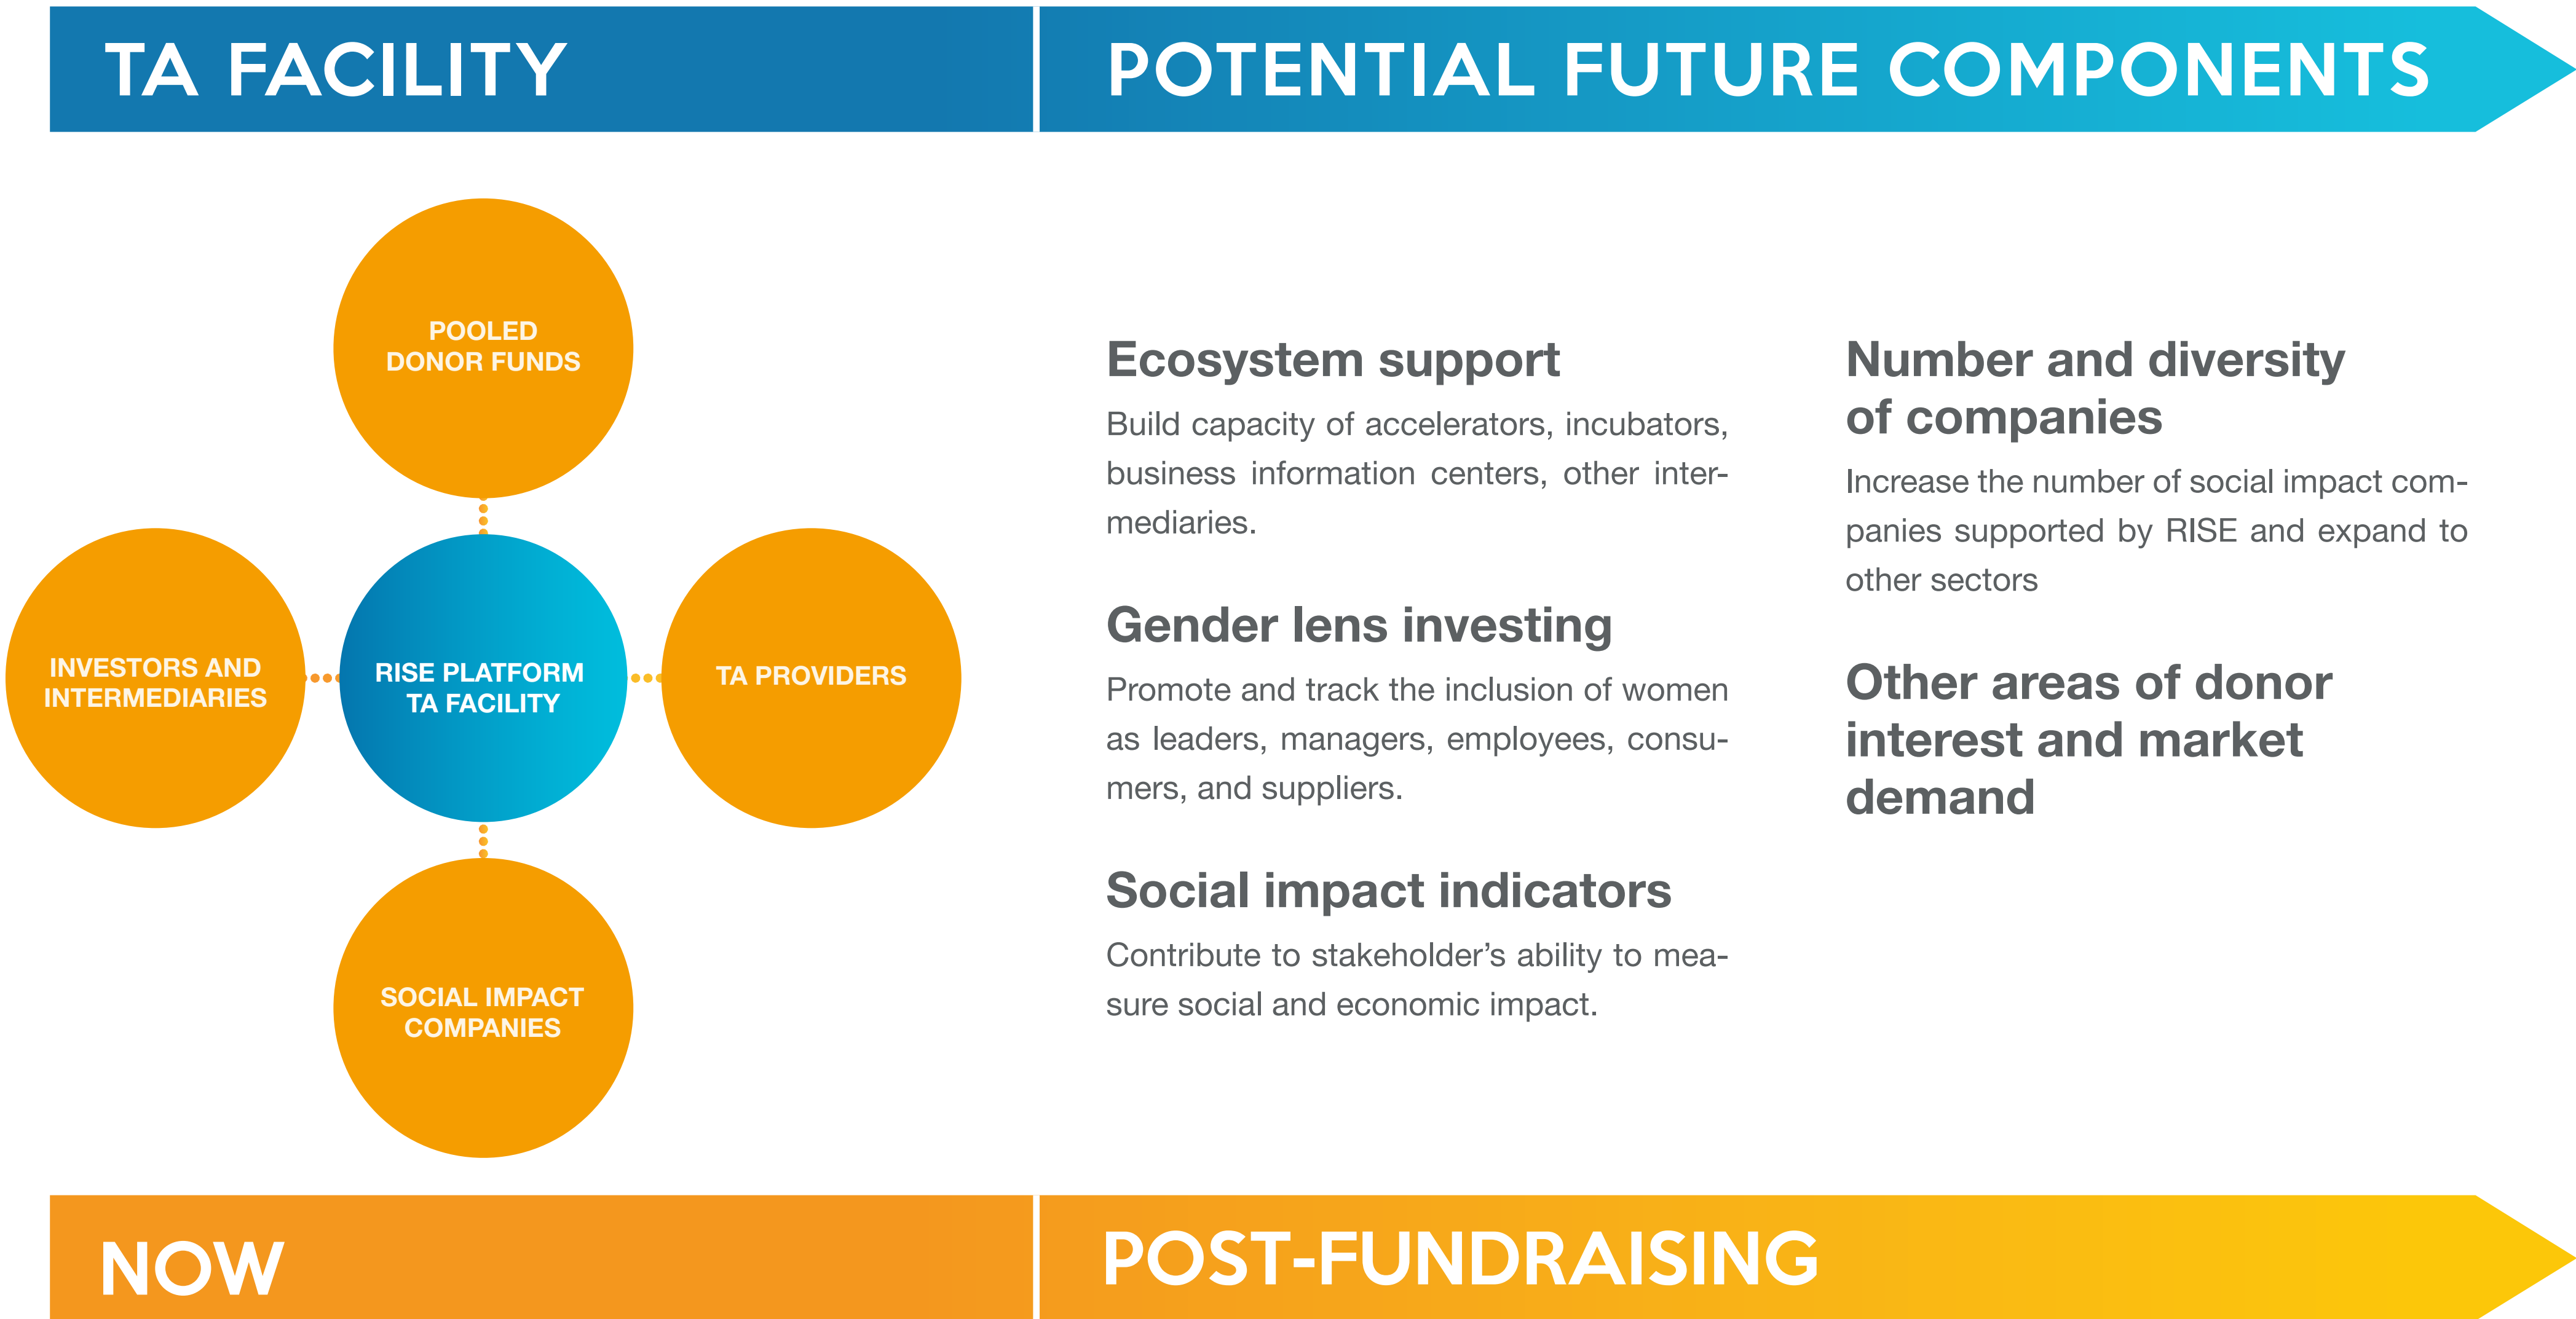 TA FACILITY
POTENTIAL FUTURE COMPONENTS
POOLED
DONOR FUNDS
INVESTORS AND
INTERMEDIARIES
RISE PLATFORM
TA FACILITY
TA PROVIDERS
SOCIAL IMPACT
COMPANIES
Ecosystem support
Build capacity of accelerators, incubators,
business information centers, other inter-
mediaries.
Gender lens investing
Promote and track the inclusion of women
as leaders, managers, employees, consu-
mers, and suppliers.
Social impact indicators
Contribute to stakeholder’s ability to mea-
sure social and economic impact.
Number and diversity
of companies
Increase the number of social impact com-
panies supported by RISE and expand to
other sectors
Other areas of donor
interest and market
demand
NOW
POST-FUNDRAISING